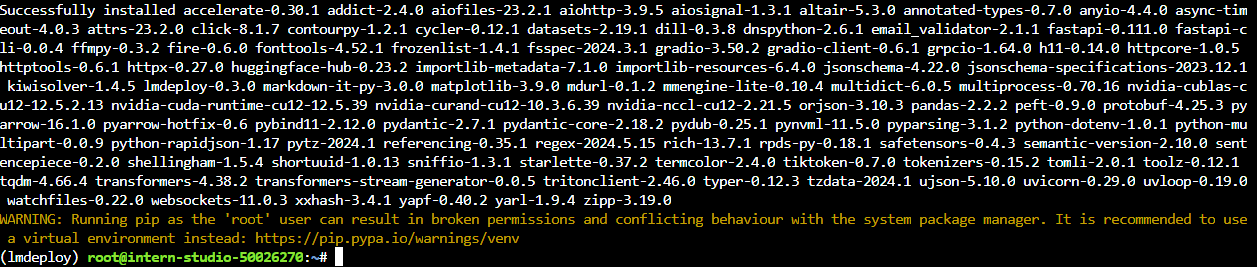 Successfully installed accelerate-0.30.1 addict-2.4.0 aiofiles-23.2.1 aiohttp-3.9.5 aiosignal-1.3.1 altair-5.3.0 annotated-types-0.7.0 anyio-4.4.0 async-tim
eout-4.0.3 attrs-23.2.0 click-8.1.7 contourpy-1.2.1 cycler-0.12.1 datasets-2.19.1 dill-0.3.8 dnspython-2.6.1 email_validator-2.1.1 fastapi-0.111.0 fastapi-c
li-0.0.4 ffmpy-0.3.2 fire-0.6.0 fonttools-4.52.1 frozenlist-1.4.1 fsspec-2024.3.1 gradio-3.50.2 gradio-client-0.6.1 grpcio-1.64.0 h11-0.14.0 httpcore-1.0.5
httptools-0.6.1 httpx-0.27.0 huggingface-hub-0.23.2 importlib-metadata-7.1.0 importlib-resources-6.4.0 jsonschema-4.22.0 jsonschema-specifications-2023.12.1
kiwisolver-1.4.5 lmdeploy-0.3.0 markdown-it-py-3.0.0 matplotlib-3.9.0 mdurl-0.1.2 mmengine-lite-0.10.4 multidict-6.0.5 multiprocess-0.70.16 nvidia-cublas-c
u12-12.5.2.13 nvidia-cuda-runtime-cu12-12.5.39 nvidia-curand-cu12-10.3.6.39 nvidia-nccl-cu12-2.21.5 orjson-3.10.3 pandas-2.2.2 peft-0.9.0 protobuf-4.25.3 py
arrow-16.1.0 pyarrow-hotfix-0.6 pybind11-2.12.0 pydantic-2.7.1 pydantic-core-2.18.2 pydub-0.25.1 pynvml-11.5.0 pyparsing-3.1.2 python-dotenv-1.0.1 python-mu
ltipart-0.0.9 python-rapidjson-1.17 pytz-2024.1 referencing-0.35.1 regex-2024.5.15 rich-13.7.1 rpds-py-0.18.1 safetensors-0.4.3 semantic-version-2.10.0 sent
encepiece-0.2.0 shellingham-1.5.4 shortuuid-1.0.13 sniffio-1.3.1 starlette-0.37.2 termcolor-2.4.0 tiktoken-0.7.0 tokenizers-0.15.2 tomli-2.0.1 toolz-0.12.1
tqdm-4.66.4 transformers-4.38.2 transformers-stream-generator-0.0.5 tritonclient-2.46.0 typer-0.12.3 tzdata-2024.1 ujson-5.10.0 uvicorn-0.29.0 uvloop-0.19.0
watchfiles-0.22.0 websockets-11.0.3 xxhash-3.4.1 yapf-0.40.2 yarl-1.9.4 zipp-3.19.0
WARNING: Running pip as the 'root' user can result in broken permissions and conflicting behaviour with the system package manager. It is recommended to use
a virtual environment instead: https://pip.pypa.io/warnings/venv
(lmdeploy) root@intern-studio-50026270:~#